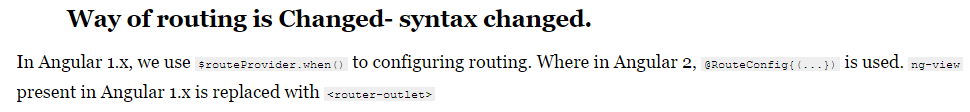 Way of routing is Changed- syntax changed.
In Angular 1.x, we use $routeProvider.when() to configuring routing. Where in Angular 2, @RouteConfig{(...}) is used. ng-view
present in Angular 1.x is replaced with <router-outlet>